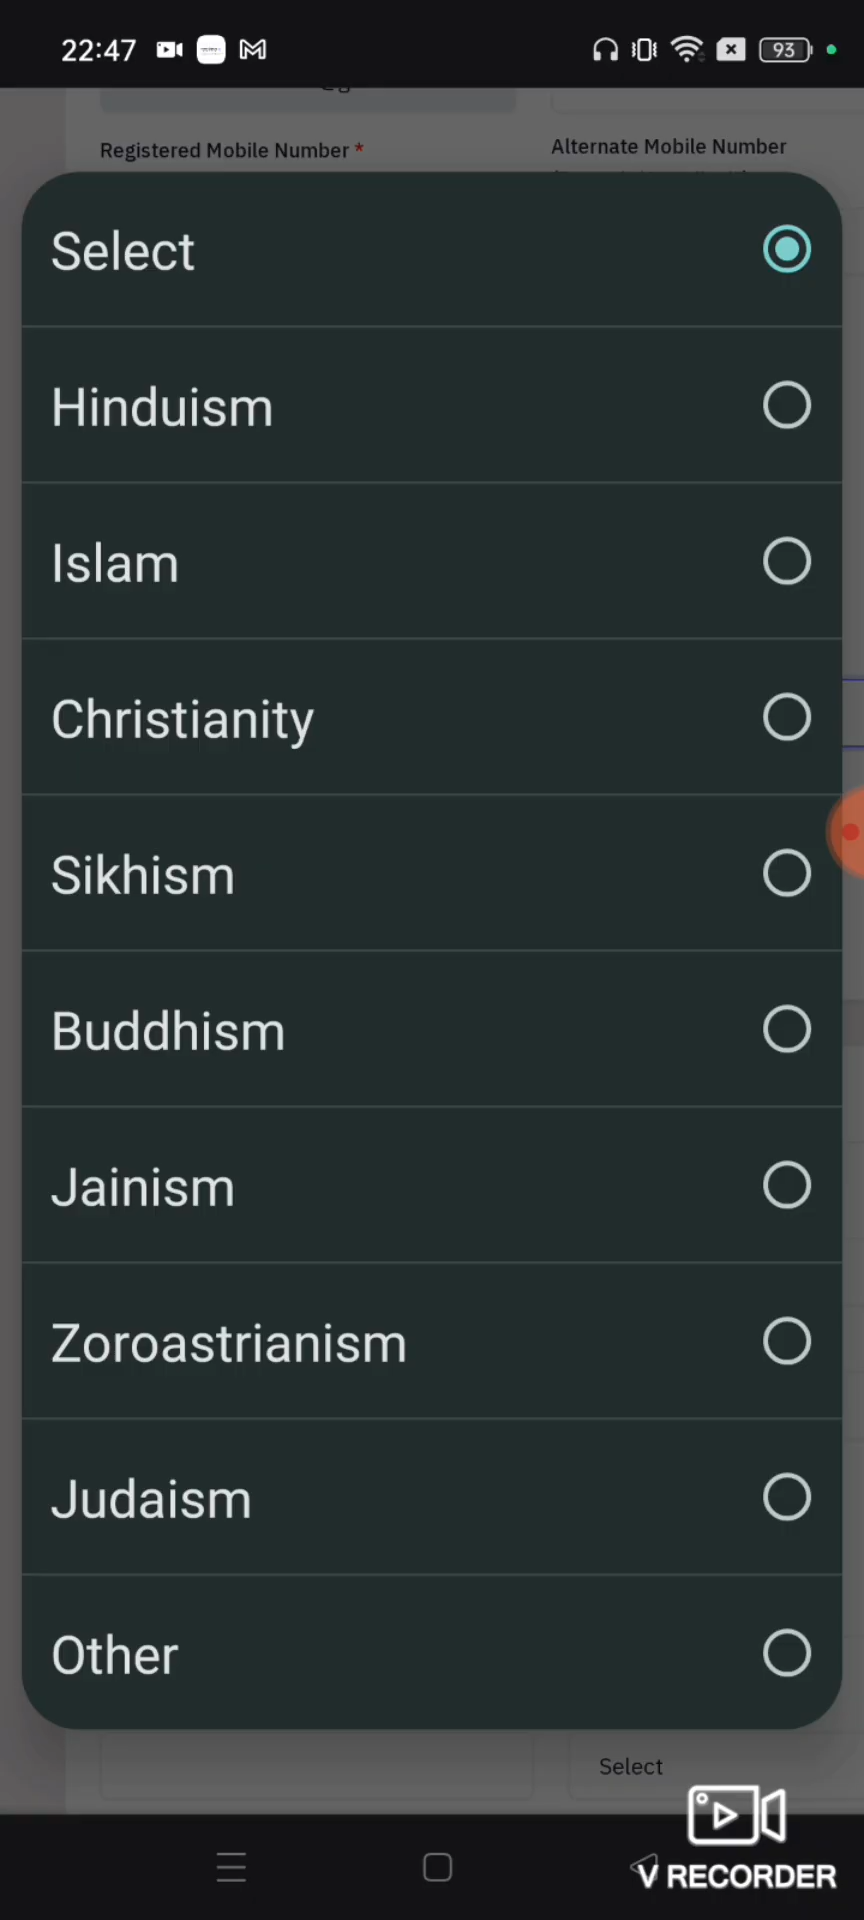 22:47
93
Registered Mobile Number *
Alternate Mobile Number
Select
Hinduism
Islam
Christianity
Sikhism
Buddhism
Jainism
Zoroastrianism
Judaism
Other
Select
V RECORDER